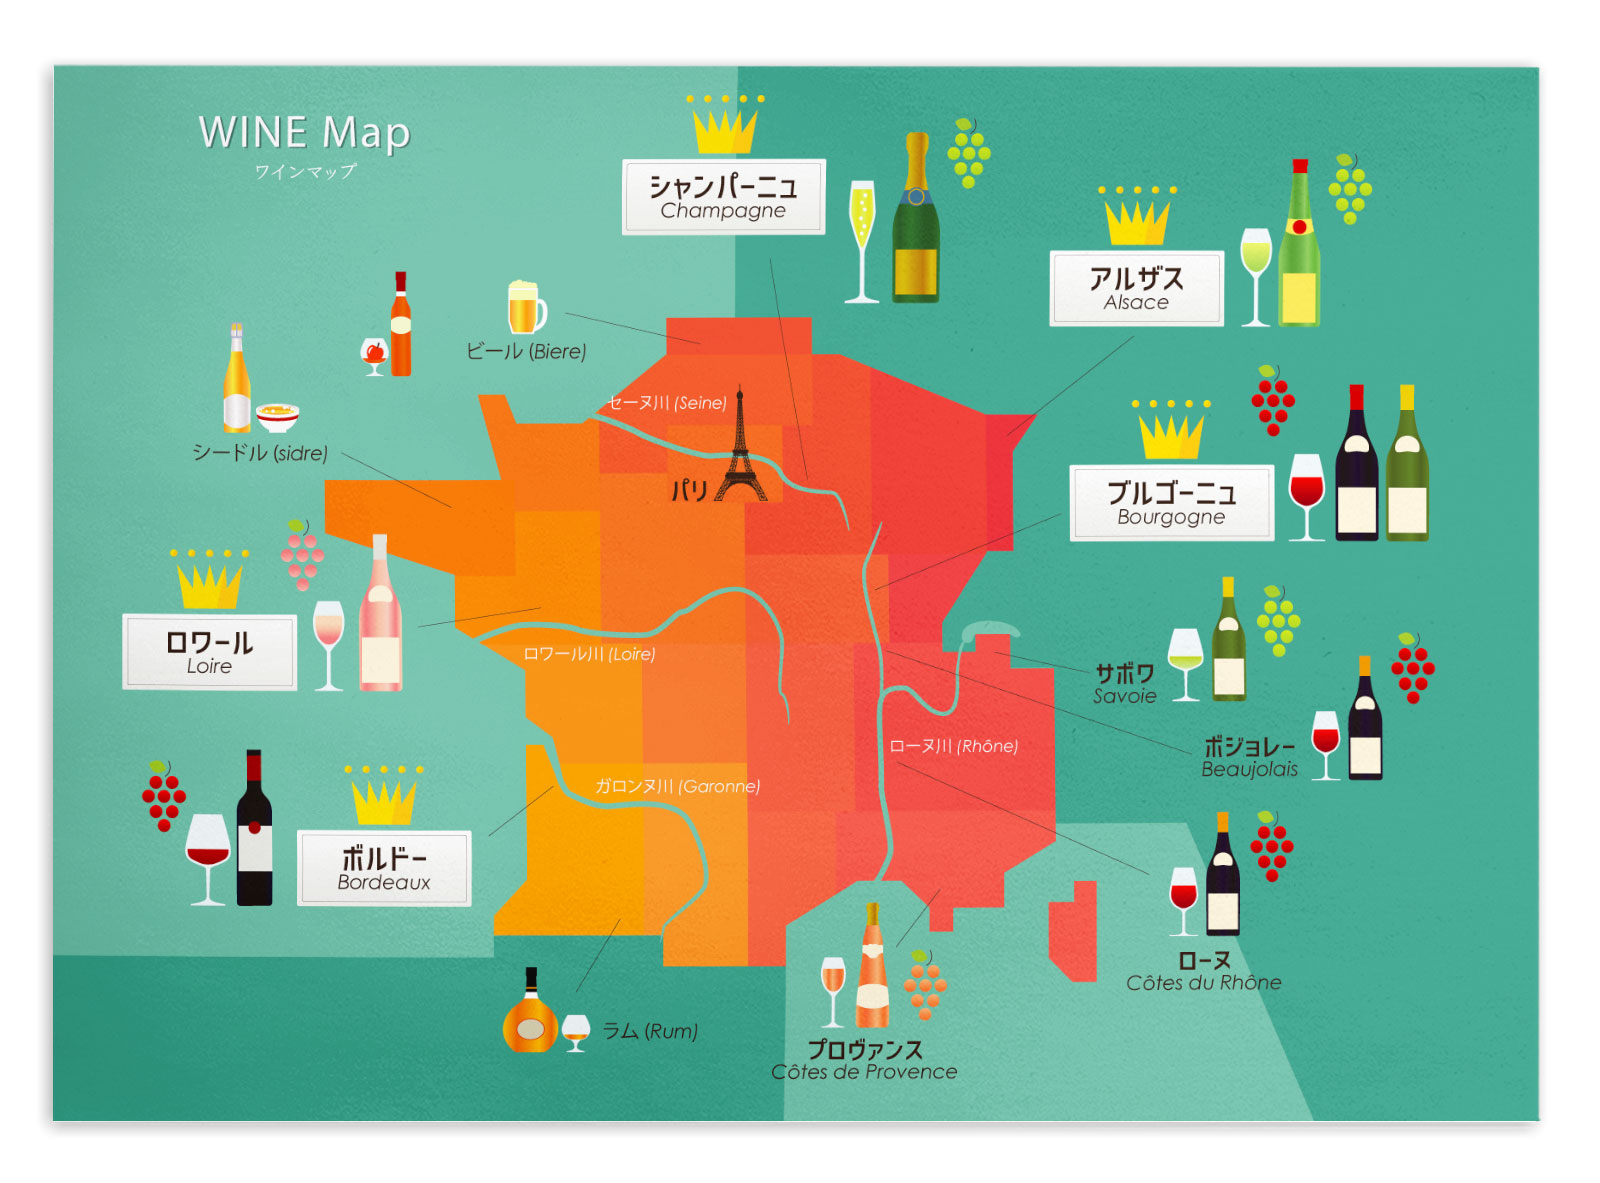 WINE Map
ワインマップ
シャンパーニュ
Champagne
アルザス
Alsace
ビール (Biere)
セーヌ川 (Seine)
シードル (sidre)
パリ
ブルゴーニュ
Bourgogne
ロワール
Loire
ロワール川 (Loire)
サボワ
Savoie
ローヌ川 (Rhône)
ボジョレー
Beaujolais
ガロンヌ川 (Garonne)
ボルドー
Bordeaux
ローヌ
Côtes du Rhône
ラム (Rum)
プロヴァンス
Côtes de Provence